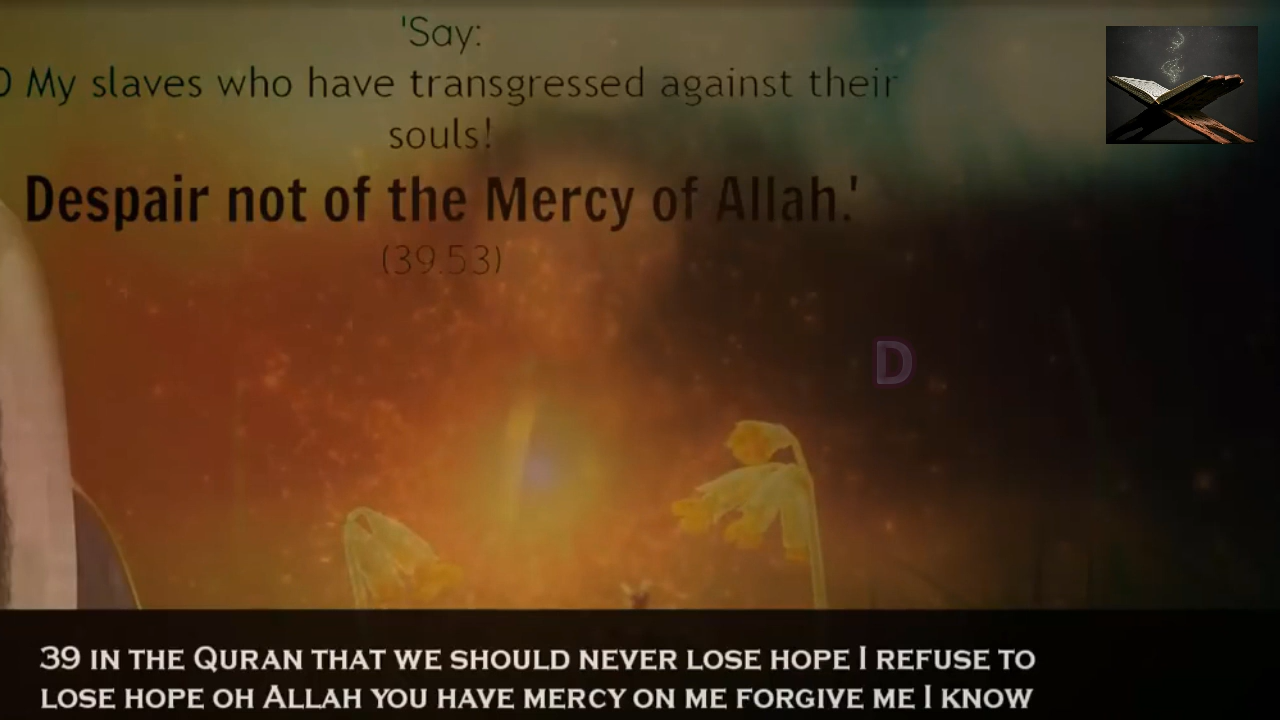 'Say:
O My slaves who have transgressed against their
souls!
Despair not of the Mercy of Allah.'
(39.53)
D
39 IN THE QURAN THAT WE SHOULD NEVER LOSE HOPE I REFUSE TO
LOSE HOPE OH ALLAH YOU HAVE MERCY ON ME FORGIVE ME I KNOW